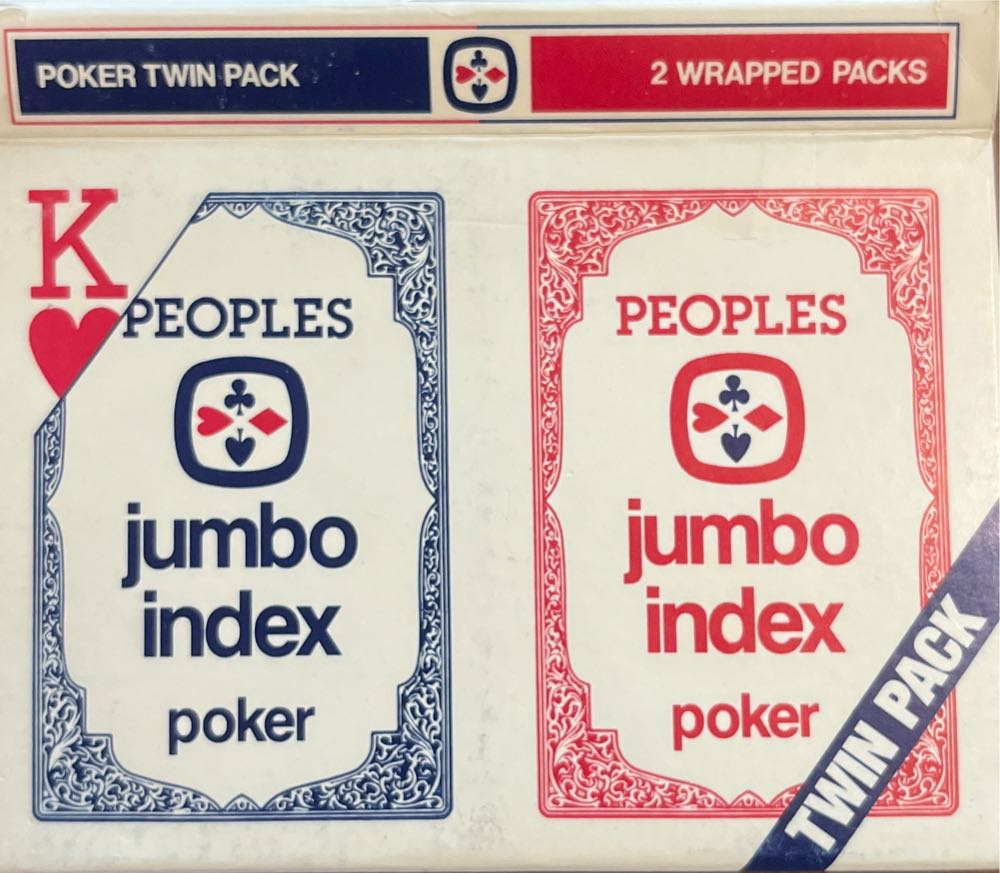 POKER TWIN PACK
2 WRAPPED PACKS
K
PEOPLES
jumbo
index
poker
PEOPLES
jumbo
index
poker
TWIN PACK